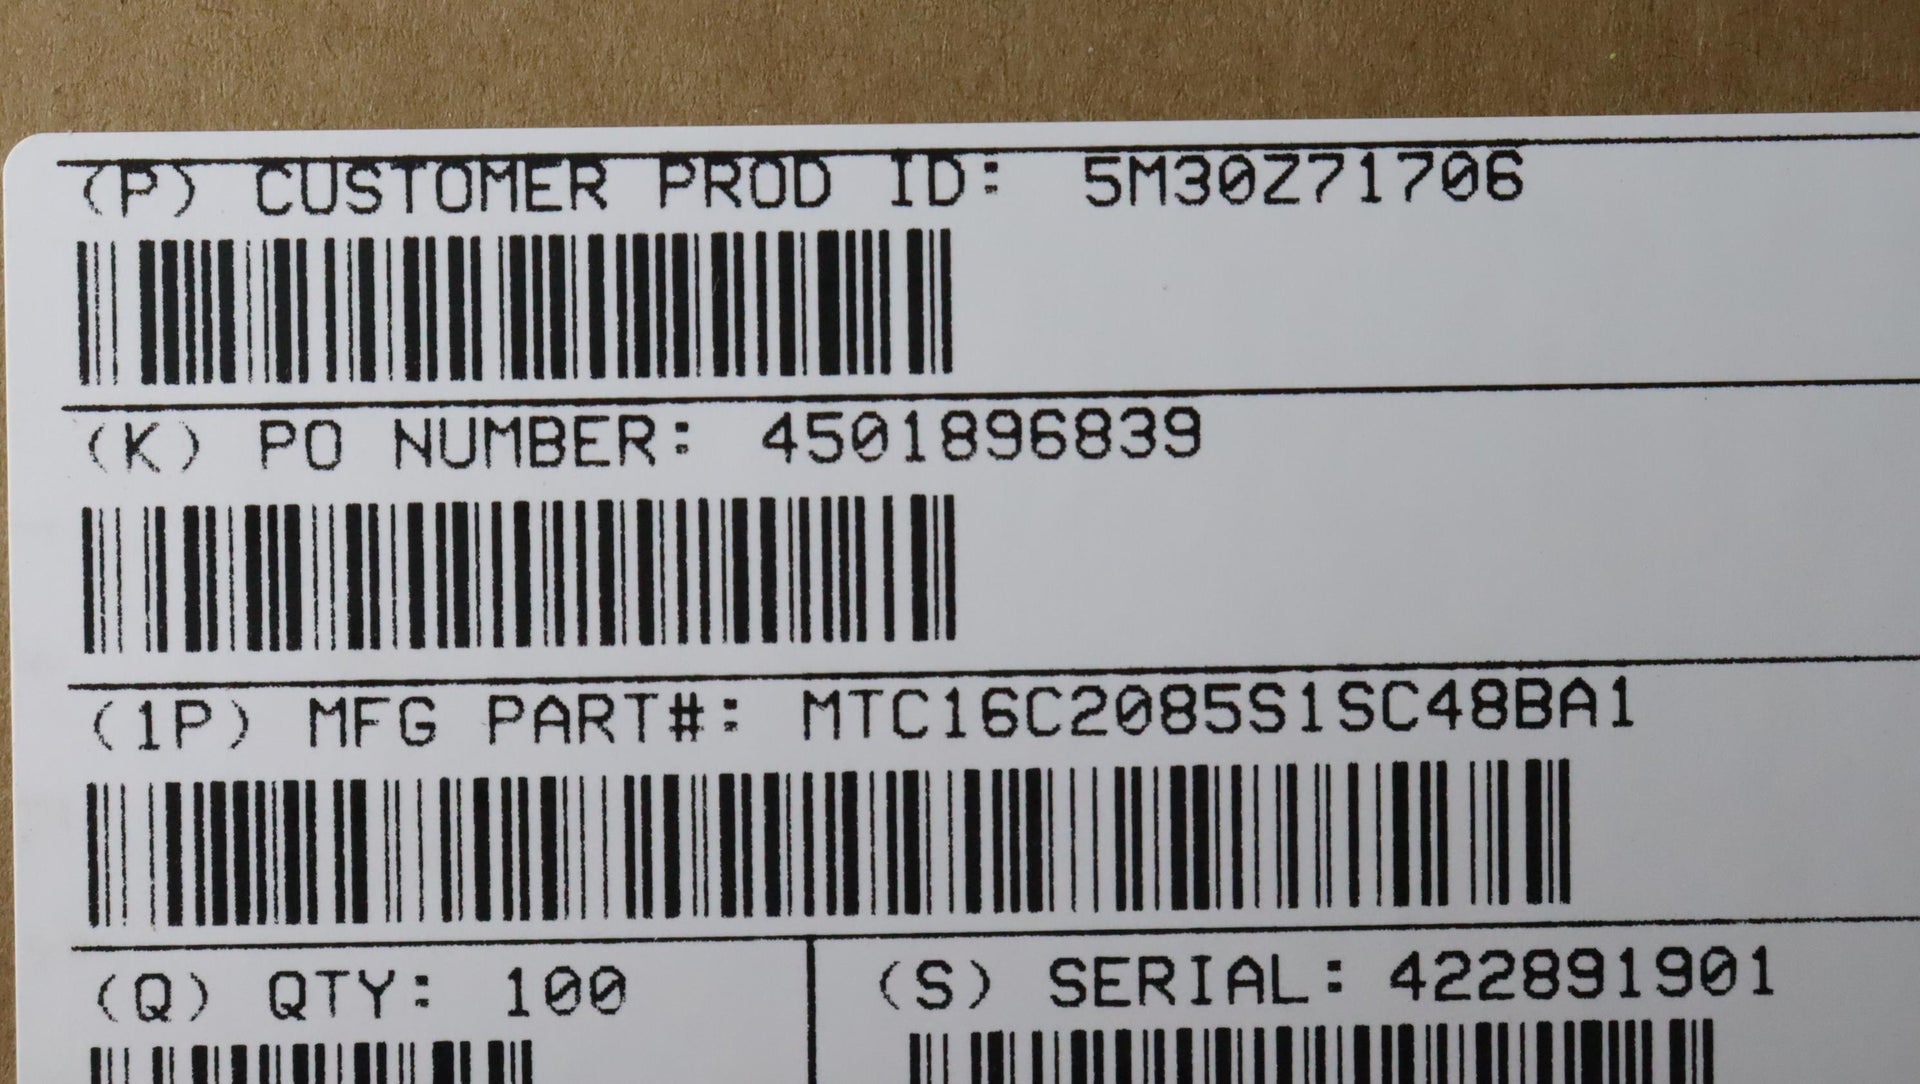 (P) CUSTOMER PROD ID: 5M30Z71706
(K) PO NUMBER: 4501896839
(1P) MFG PART#: MTC16C2085S1SC48BA1
(Q) QTY: 100
(S) SERIAL: 422891901